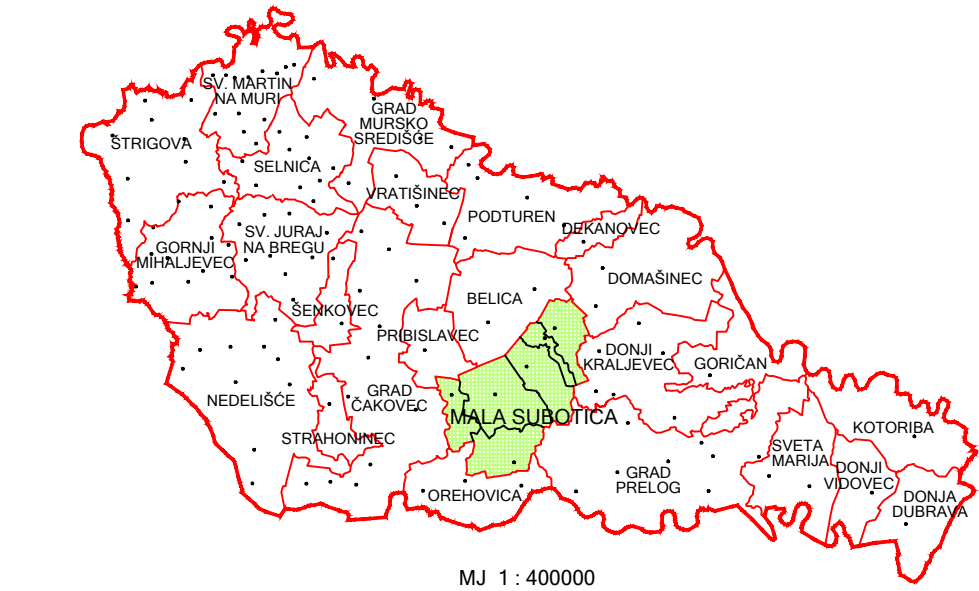 SV. MARTIN
NA MURI
GRAD
MURSKO
SREDIŠĆE
ŠTRIGOVA
SELNICA
VRATIŠINEC
PODTUREN
DEKANOVEC
SV. JURAJ
NA BREGU
GORNJI
MIHALJEVEC
DOMAŠINEC
BELICA
ŠENKOVEC
PRIBISLAVEC
DONJI
KRALJEVEC
GORIČAN
NEDELIŠĆE
GRAD
ČAKOVEC
MALA SUBOTICA
STRAHONINEC
KOTORIBA
SVETA
MARIJA
DONJI
VIDOVEC
GRAD
PRELOG
OREHOVICA
DONJA
DUBRAVA
MJ 1 : 400000